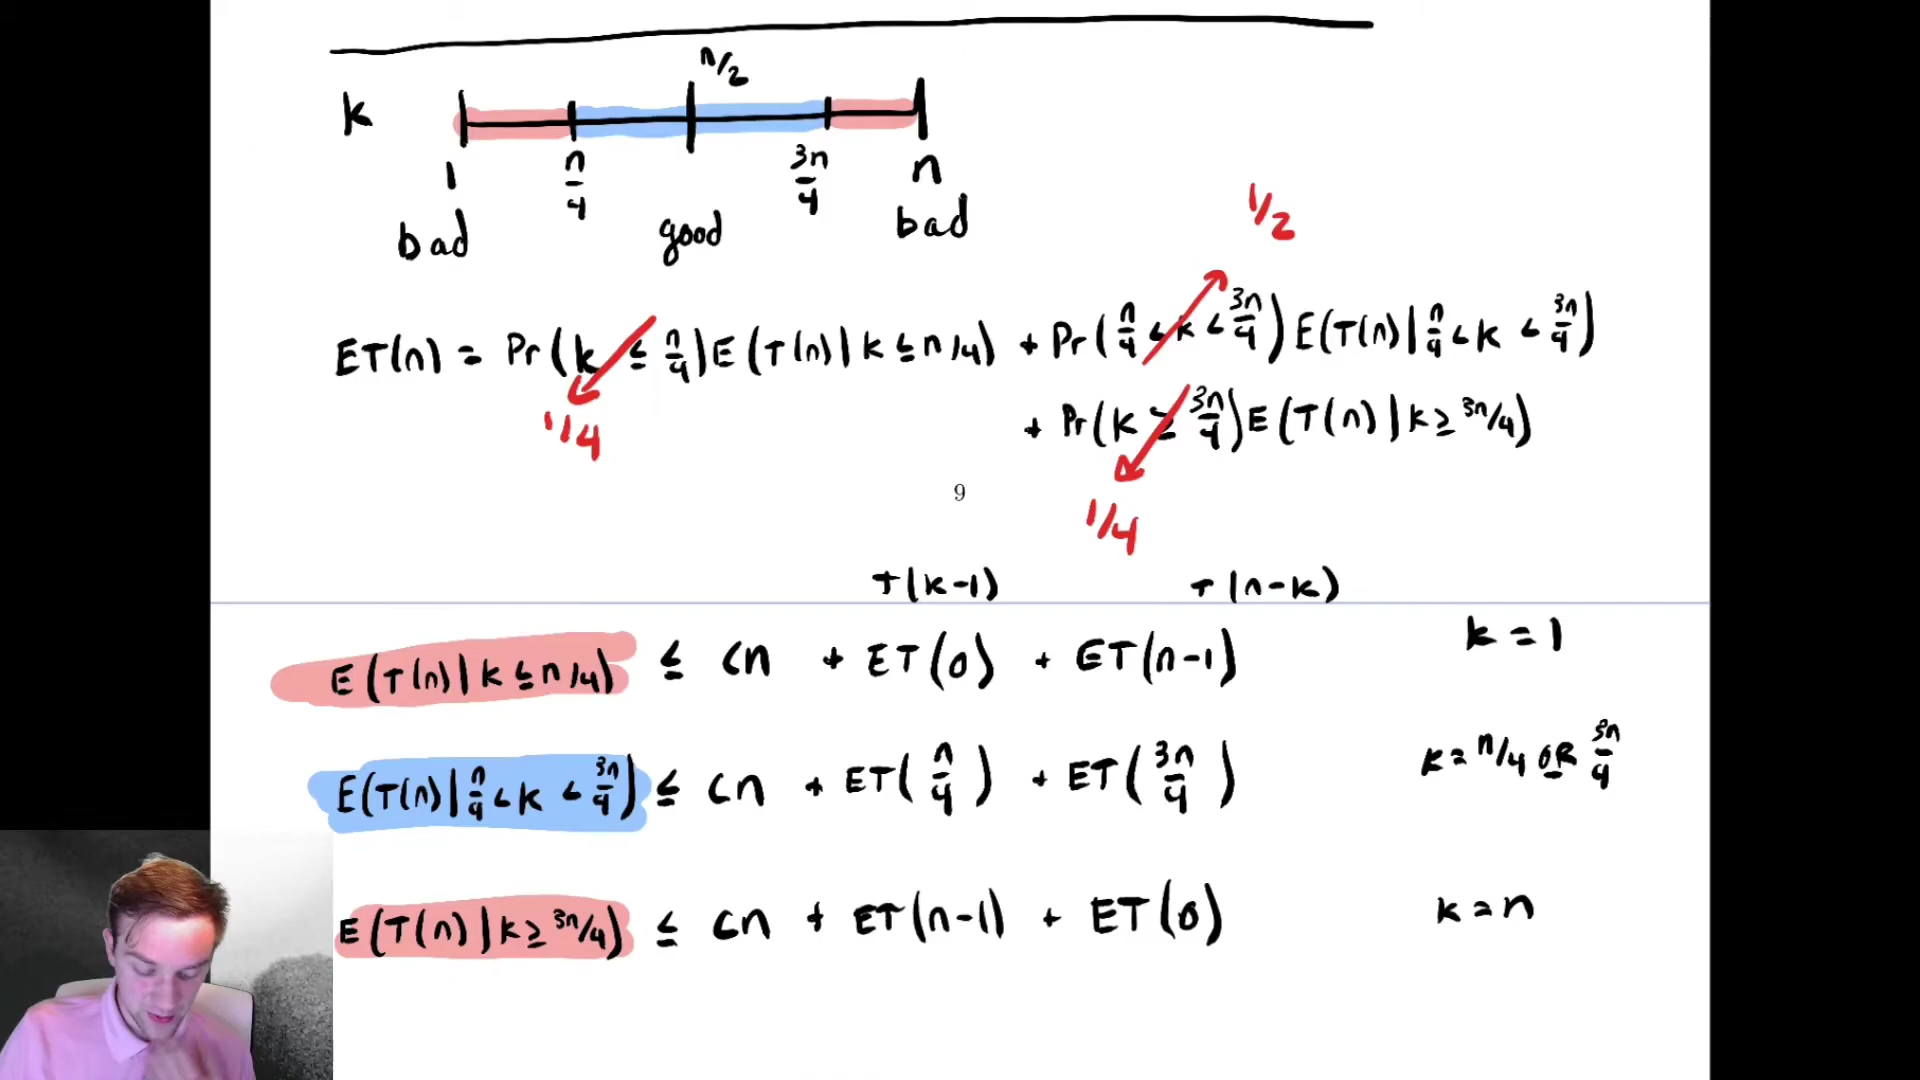 n/2
k
1 n/4 3n/4 n
bad good bad
1/2
ET(n) = Pr(k ≤ n/4) E(T(n) | k ≤ n/4) + Pr(n/4 < k < 3n/4) E(T(n) | n/4 < k < 3n/4)
+ Pr(k ≥ 3n/4) E(T(n) | k ≥ 3n/4)
1/4
9
1/4
T(k-1) T(n-k)
E(T(n) | k ≤ n/4) ≤ cn + ET(0) + ET(n-1) k = 1
E(T(n) | n/4 < k < 3n/4) ≤ cn + ET(n/4) + ET(3n/4) k = n/4 OR 3n/4
E(T(n) | k ≥ 3n/4) ≤ cn + ET(n-1) + ET(0) k = n